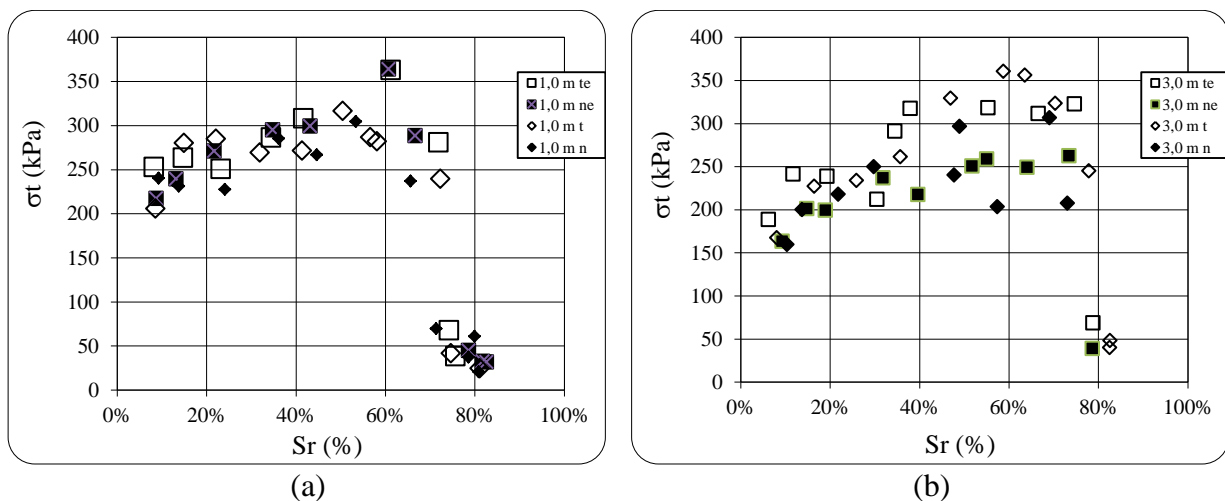 400
350
300
250
200
150
100
50
0
σt (kPa)
0% 20% 40% 60% 80% 100%
Sr (%)
1,0 m te
1,0 m ne
1,0 m t
1,0 m n
(a)
400
350
300
250
200
150
100
50
0
σt (kPa)
0% 20% 40% 60% 80% 100%
Sr (%)
3,0 m te
3,0 m ne
3,0 m t
3,0 m n
(b)